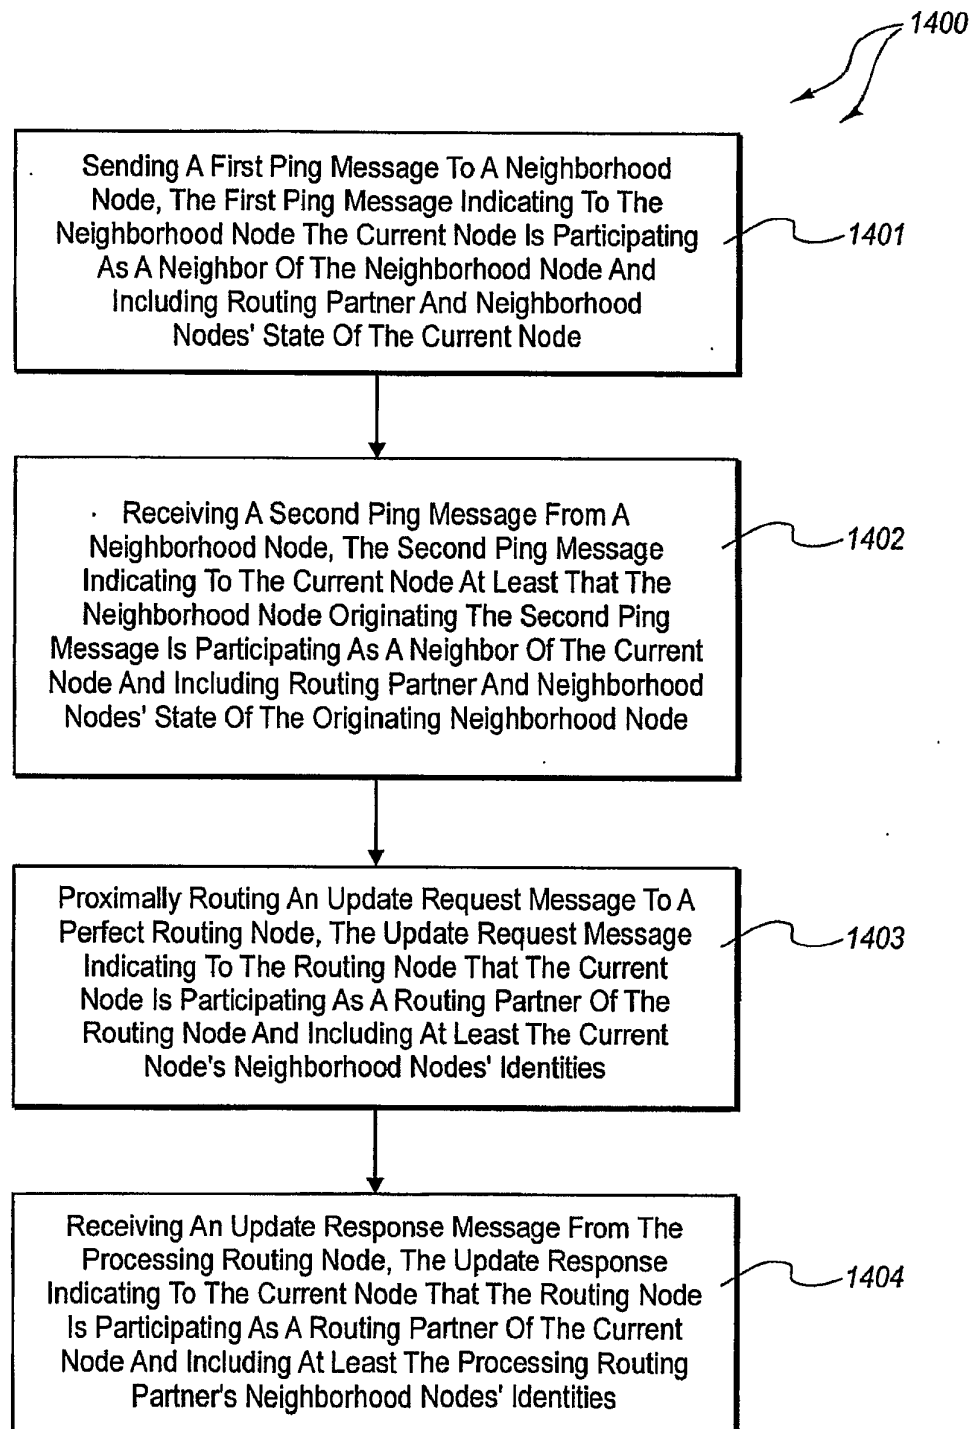 1400
Sending A First Ping Message To A Neighborhood
Node, The First Ping Message Indicating To The
Neighborhood Node The Current Node Is Participating
As A Neighbor Of The Neighborhood Node And
Including Routing Partner And Neighborhood
Nodes' State Of The Current Node
1401
Receiving A Second Ping Message From A
Neighborhood Node, The Second Ping Message
Indicating To The Current Node At Least That The
Neighborhood Node Originating The Second Ping
Message Is Participating As A Neighbor Of The Current
Node And Including Routing Partner And Neighborhood
Nodes' State Of The Originating Neighborhood Node
1402
Proximally Routing An Update Request Message To A
Perfect Routing Node, The Update Request Message
Indicating To The Routing Node That The Current
Node Is Participating As A Routing Partner Of The
Routing Node And Including At Least The Current
Node's Neighborhood Nodes' Identities
1403
Receiving An Update Response Message From The
Processing Routing Node, The Update Response
Indicating To The Current Node That The Routing Node
Is Participating As A Routing Partner Of The Current
Node And Including At Least The Processing Routing
Partner's Neighborhood Nodes' Identities
1404